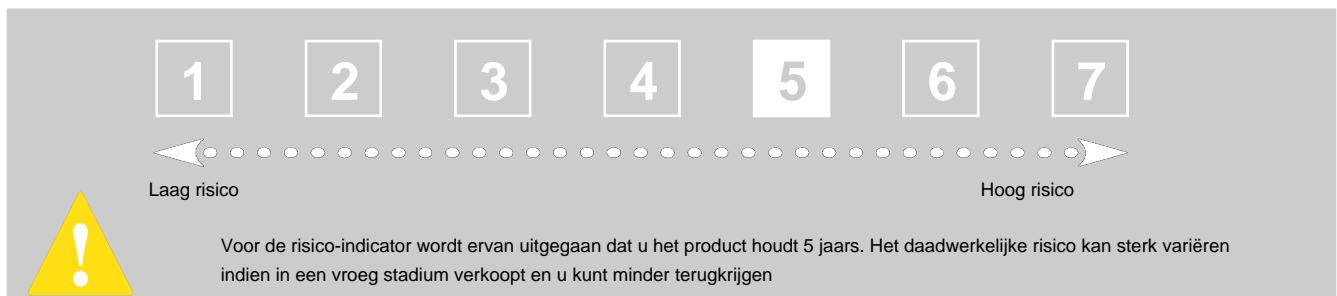 1 2 3 4 5 6 7
Laag risico Hoog risico
!
Voor de risico-indicator wordt ervan uitgegaan dat u het product houdt 5 jaars. Het daadwerkelijke risico kan sterk variëren
indien in een vroeg stadium verkoopt en u kunt minder terugkrijgen